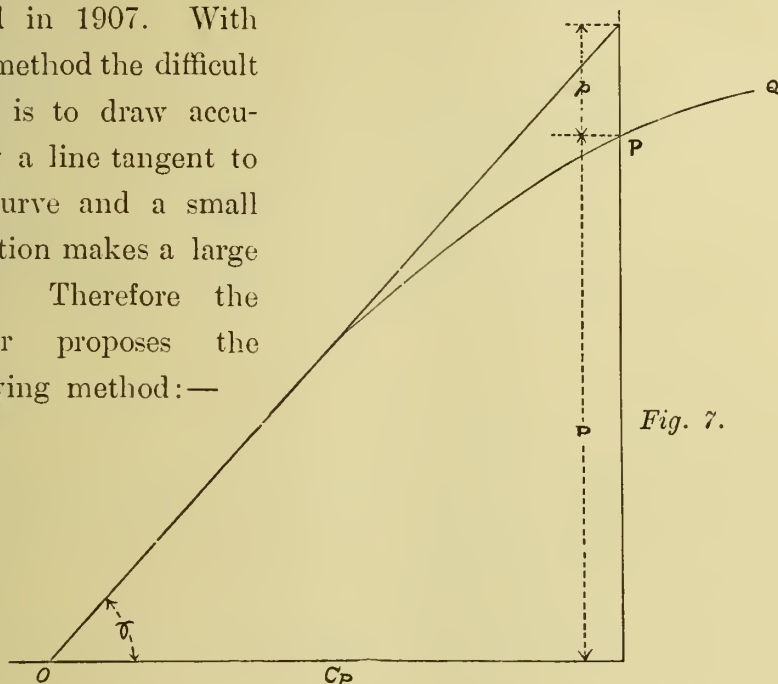 in 1907. With
method the difficult
is to draw accu-
a line tangent to
urve and a small
tion makes a large
Therefore the
r proposes the
ving method:—
p
Q
P
P
Fig. 7.
γ
O
Cp